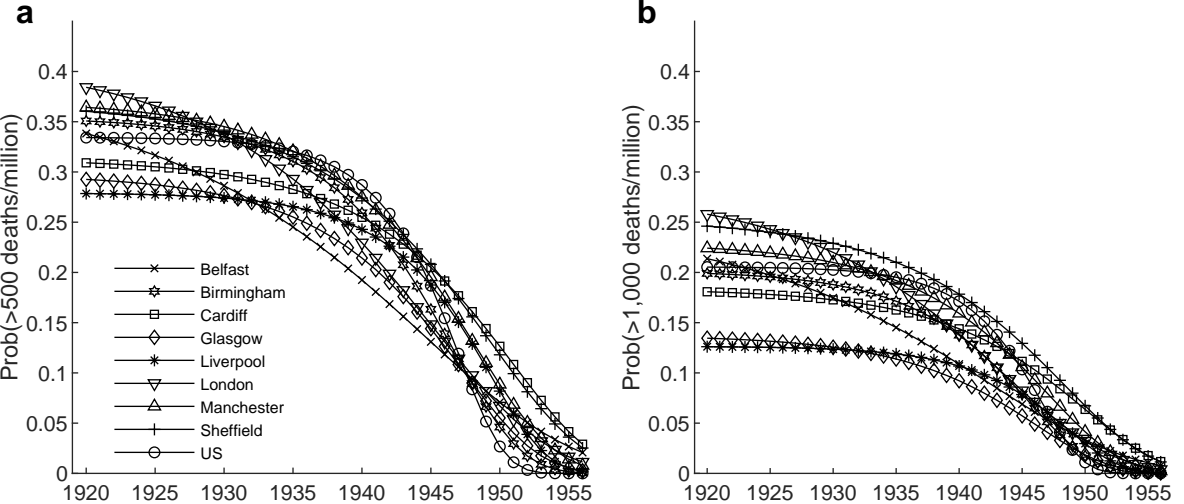 a
Prob(>500 deaths/million)
0.4
0.35
0.3
0.25
0.2
0.15
0.1
0.05
0
1920 1925 1930 1935 1940 1945 1950 1955
Belfast
Birmingham
Cardiff
Glasgow
Liverpool
London
Manchester
Sheffield
US
b
Prob(>1,000 deaths/million)
0.4
0.35
0.3
0.25
0.2
0.15
0.1
0.05
0
1920 1925 1930 1935 1940 1945 1950 1955